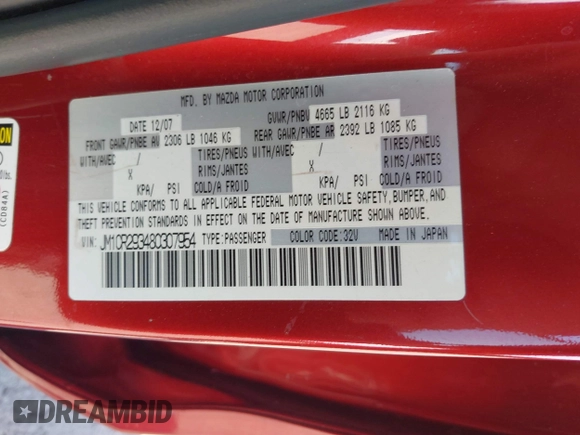 MFD. BY MAZDA MOTOR CORPORATION
DATE 12/07 GVWR/PNBV 4665 LB 2116 KG
FRONT GAWR/PNBE AV 2306 LB 1046 KG REAR GAWR/PNBE AR 2392 LB 1085 KG
WITH/AVEC / TIRES/PNEUS WITH/AVEC / TIRES/PNEUS
X RIMS/JANTES X RIMS/JANTES
KPA/ PSI COLD/A FROID KPA/ PSI COLD/A FROID
THIS VEHICLE CONFORMS TO ALL APPLICABLE FEDERAL MOTOR VEHICLE SAFETY, BUMPER, AND
THEFT PREVENTION STANDARDS IN EFFECT ON THE DATE OF MANUFACTURE SHOWN ABOVE.
JM1CR293480307954 TYPE:PASSENGER COLOR CODE:32V MADE IN JAPAN
ON
lbs.
(CD84A)
DREAMBID